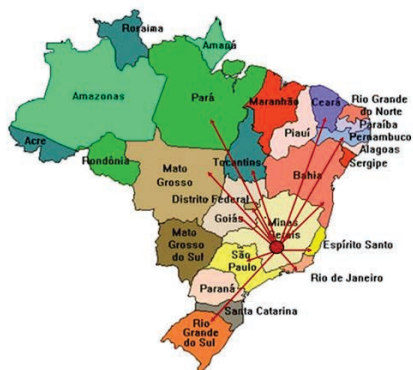 Roraima
Amapá
Amazonas
Pará
Maranhão
Ceará
Rio Grande
do Norte
Paraíba
Pernambuco
Piauí
Alagoas
Sergipe
Acre
Rondônia
Tocantins
Mato
Grosso
Bahia
Distrito Federal
Goiás
Minas
Gerais
Mato
Grosso
do Sul
Espírito Santo
São
Paulo
Rio de Janeiro
Paraná
Santa Catarina
Rio
Grande
do Sul